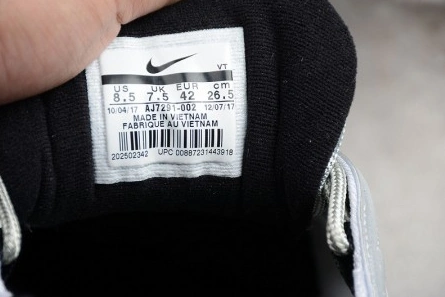 VT
US UK EUR cm
8.5 7.5 42 26.5
10/04/17 AJ7291-002 12/07/17
MADE IN VIETNAM
FABRIQUE AU VIETNAM
202502342 UPC 00887231443918